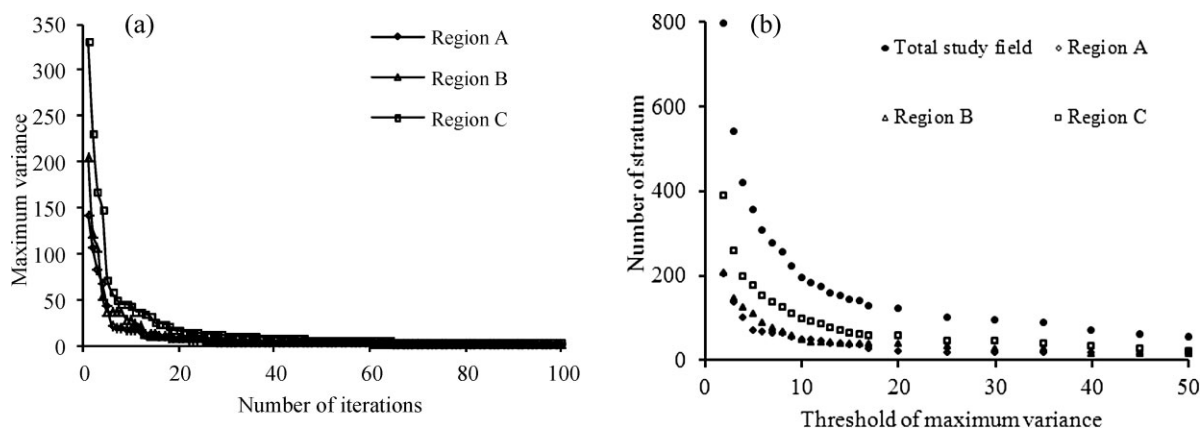 (a)
Maximum variance
350
300
250
200
150
100
50
0
0 20 40 60 80 100
Number of iterations
Region A
Region B
Region C
(b)
Number of stratum
800
600
400
200
0
0 10 20 30 40 50
Threshold of maximum variance
Total study field
Region A
Region B
Region C